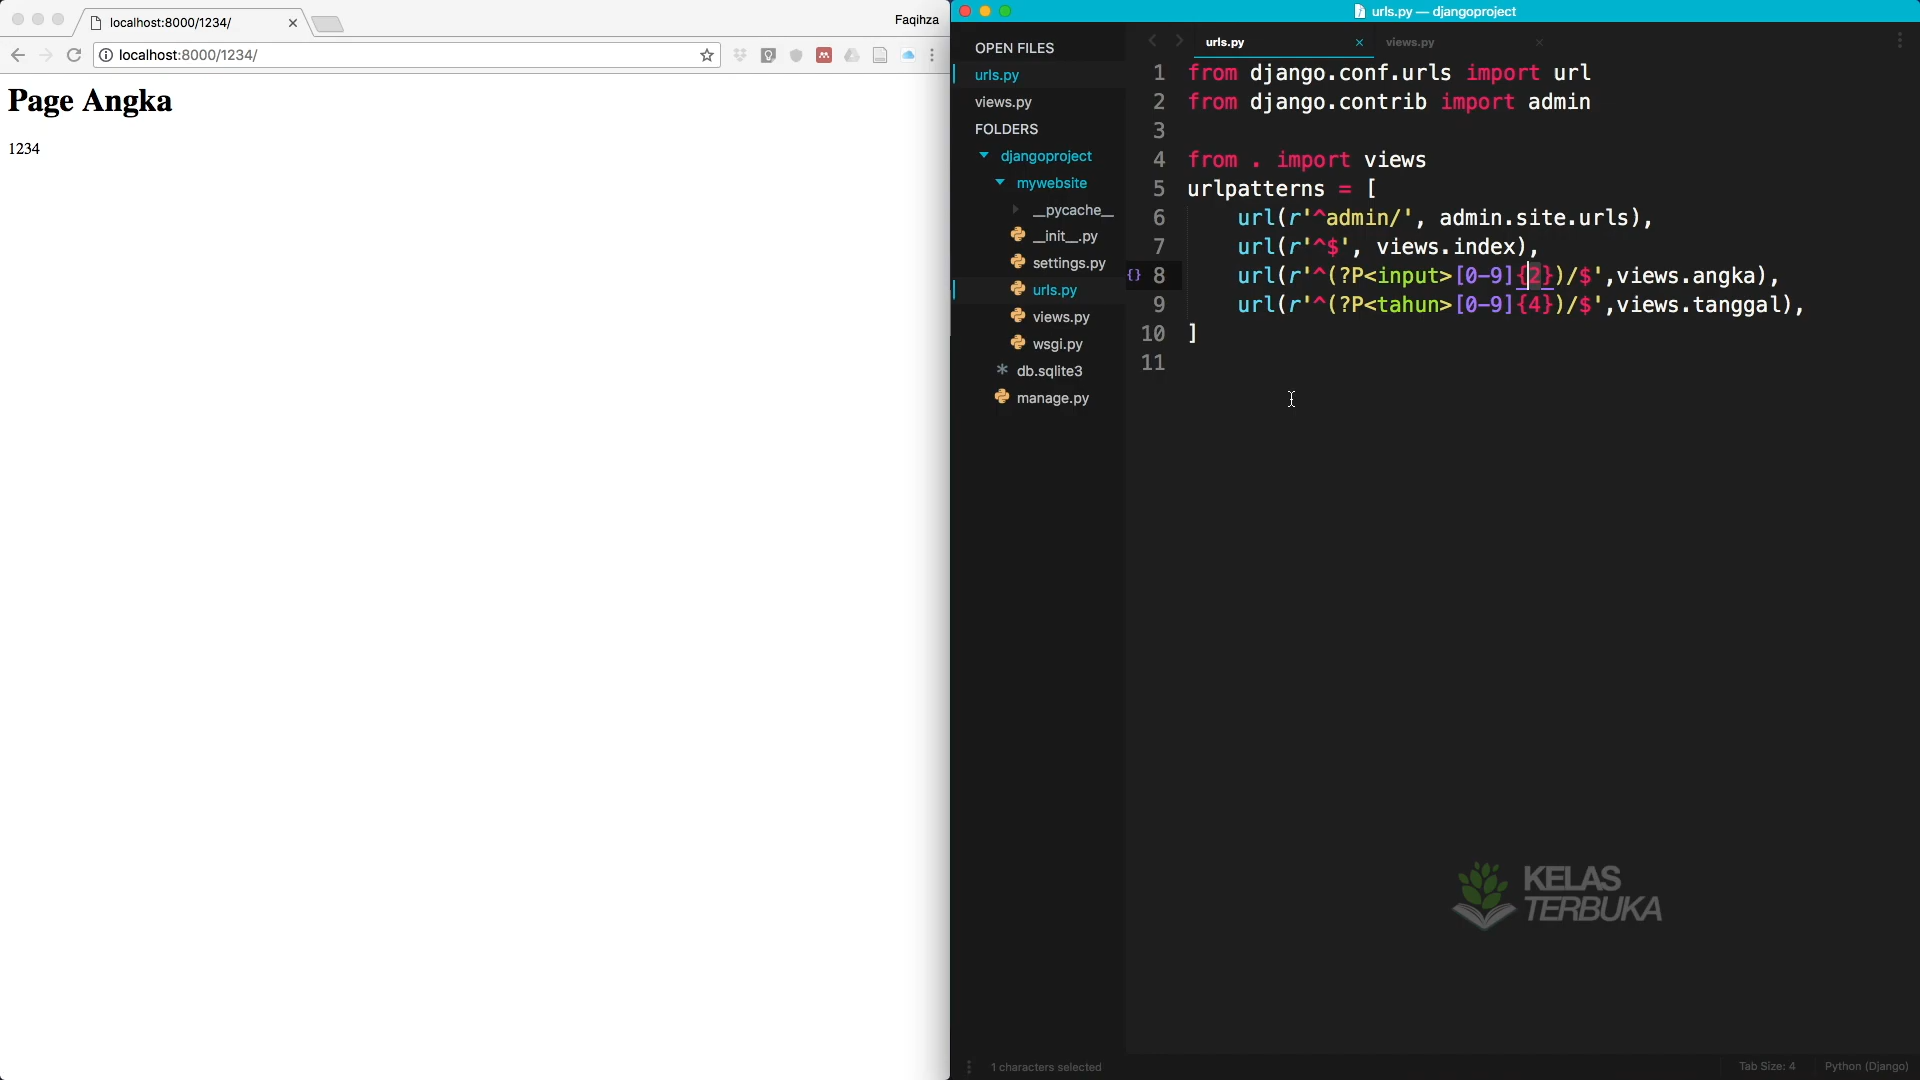 localhost:8000/1234/
Faqihza
localhost:8000/1234/
Page Angka
1234
urls.py — djangoproject
OPEN FILES
urls.py
views.py
FOLDERS
djangoproject
mywebsite
__pycache__
__init__.py
settings.py
urls.py
views.py
wsgi.py
db.sqlite3
manage.py
urls.py
views.py
1 from django.conf.urls import url
2 from django.contrib import admin
3
4 from . import views
5 urlpatterns = [
6     url(r'^admin/', admin.site.urls),
7     url(r'^$', views.index),
{} 8     url(r'^(?P<input>[0-9]{2})/$',views.angka),
9     url(r'^(?P<tahun>[0-9]{4})/$',views.tanggal),
10 ]
11
KELAS
TERBUKA
1 characters selected
Tab Size: 4
Python (Django)